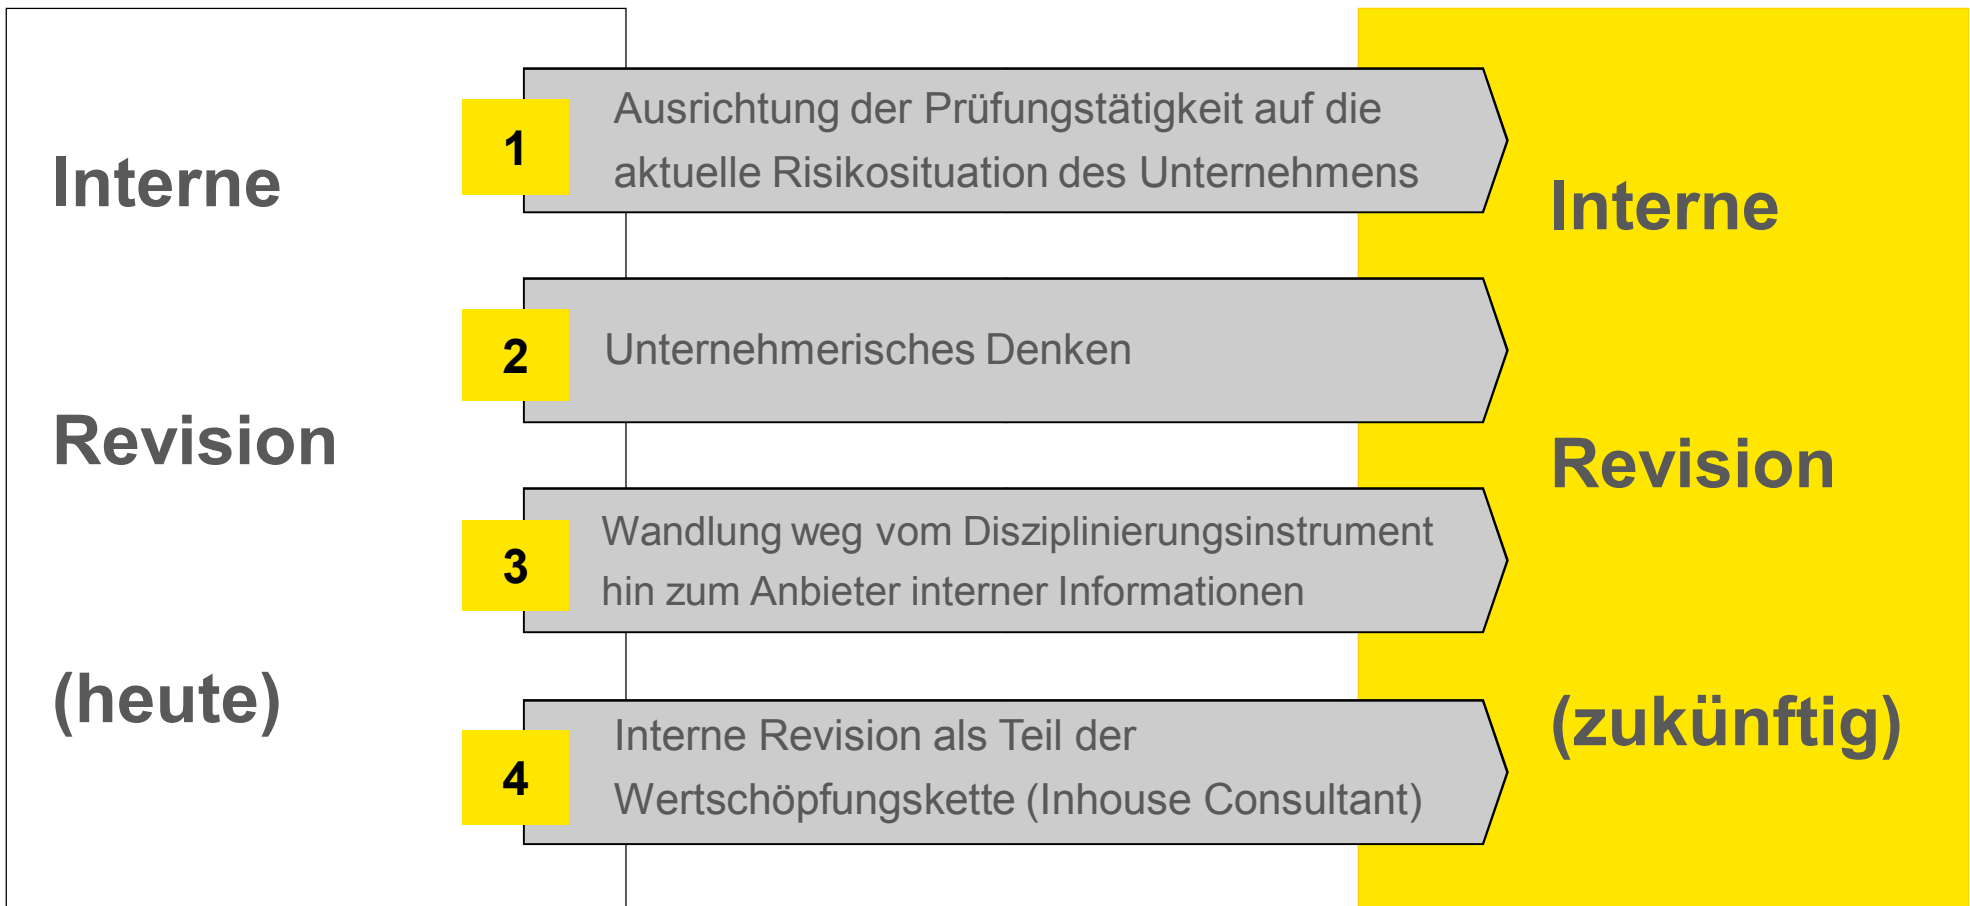 Interne
Revision
(heute)
1
Ausrichtung der Prüfungstätigkeit auf die
aktuelle Risikosituation des Unternehmens
2
Unternehmerisches Denken
3
Wandlung weg vom Disziplinierungsinstrument
hin zum Anbieter interner Informationen
4
Interne Revision als Teil der
Wertschöpfungskette (Inhouse Consultant)
Interne
Revision
(zukünftig)